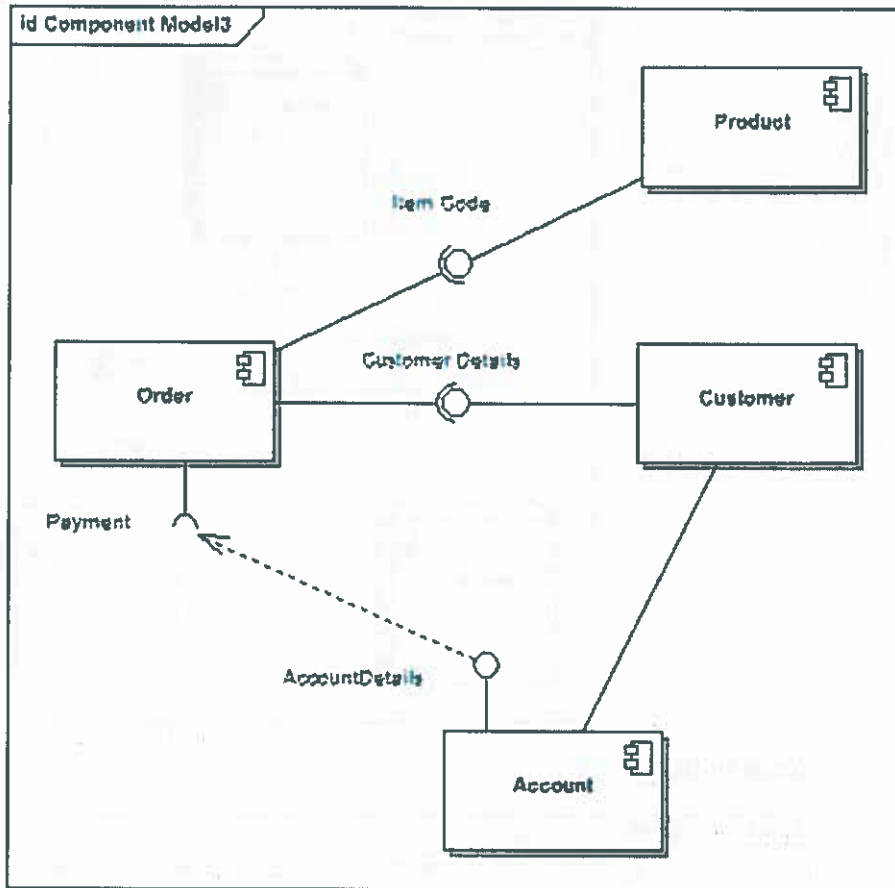 id Component Model3
Product
Item Code
Customer Details
Order
Customer
Payment
AccountDetails
Account